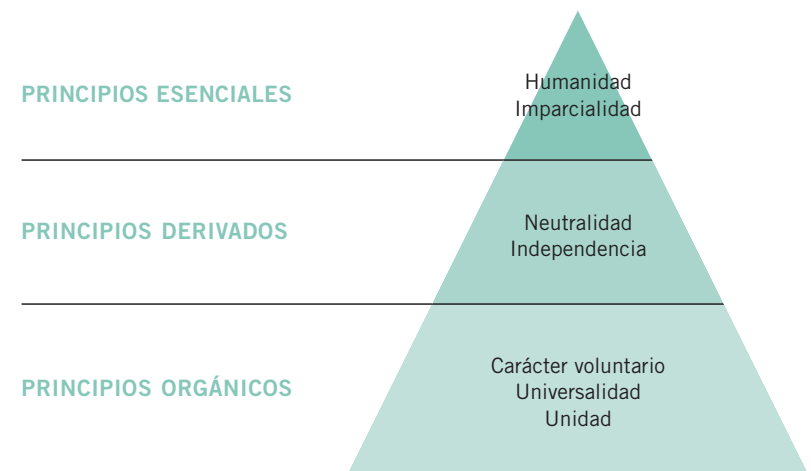 PRINCIPIOS ESENCIALES
Humanidad
Imparcialidad
PRINCIPIOS DERIVADOS
Neutralidad
Independencia
PRINCIPIOS ORGÁNICOS
Carácter voluntario
Universalidad
Unidad